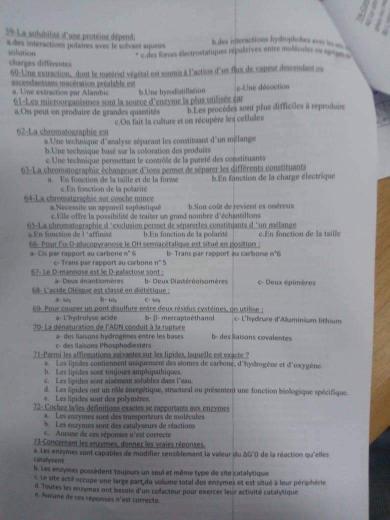 59-La solubilité d'une protéine dépend:
a.des interactions polaires avec le solvant aqueux b.des interactions hydrophobes avec les
solution c.des forces électrostatiques répulsives entre molécules
charges différentes
60-Une extraction, dont le matériel végétal est soumis à l'action d'un flux de vapeur descendant ou
ascendant sans macération préalable est
a. Une extraction par Alambic b.Une hynodistillation c-Une décoction
61-Les microorganismes sont la source d'enzyme la plus utilisée car
a.On peut en produire de grandes quantités b.Les procédés sont plus difficiles à reproduire
c.On fait la culture et on récupère les cellules
62-La chromatographie est
a.Une technique d'analyse séparant les constituant d'un mélange
b.Une technique basé sur la coloration des produits
c.Une technique permettant le contrôle de la pureté des constituants
63-La chromatographie échangeuse d'ions permet de séparer les différents constituants
a. En fonction de la taille et de la forme b.En fonction de la charge électrique
c.En fonction de la polarité
64-La chromatographie sur couche mince
a.Nécessite un appareil sophistiqué b.Son coût de revient es onéreux
c.Elle offre la possibilité de traiter un grand nombre d'échantillons
65-La chromatographie d'exclusion permet de séparer les constituants d'un mélange
a.En fonction de l'affinité b.En fonction de la polarité c.En fonction de la taille
66- Pour l'α-D-glucopyranose le OH semiacétalique est situé en position :
a- Cis par rapport au carbone n° 6 b- Trans par rapport au carbone n°6
c- Trans par rapport au carbone n° 5
67- Le D-mannose est le D-galactose sont :
a- Deux énantiomères b- Deux Diastéréoisomères c- Deux épimères
68- L'acide Oléique est classé en diététique :
a- ω₃ b- ω₆ c- ω₉
69- Pour couper un pont disulfure entre deux résidus cystéines, on utilise :
a- L'hydrolyse acide b- β- mercaptoéthanol c- L'hydrure d'Aluminium lithium
70- La dénaturation de l'ADN conduit à la rupture
a- des liaisons hydrogènes entre les bases b- des liaisons covalentes
c- des liaisons Phosphodiesters
71-Parmi les affirmations suivantes sur les lipides, laquelle est exacte ?
a. Les lipides contiennent uniquement des atomes de carbone, d'hydrogène et d'oxygène.
b. Les lipides sont toujours amphipathiques.
c. Les lipides sont aisément solubles dans l'eau.
d. Les lipides ont un rôle énergétique, structural ou présentent une fonction biologique spécifique.
e. Les lipides sont des polymères.
72- Cochez la/les définitions exactes se rapportants aux enzymes
a. Les enzymes sont des transporteurs de molécules
b. Les enzymes sont des catalyseurs de réactions
c. Aucune de ces réponses n'est correcte
73-Concernant les enzymes, donnez les vraies réponses.
a. Les enzymes sont capables de modifier sensiblement la valeur du ΔG'0 de la réaction qu'elles
catalysent
b. Les enzymes possèdent toujours un seul et même type de site catalytique
c. Le site actif occupe une large part du volume total des enzymes et est situé à leur périphérie
d. Toutes les enzymes ont besoin d'un cofacteur pour exercer leur activité catalytique
e. Aucune de ces réponses n'est correcte.